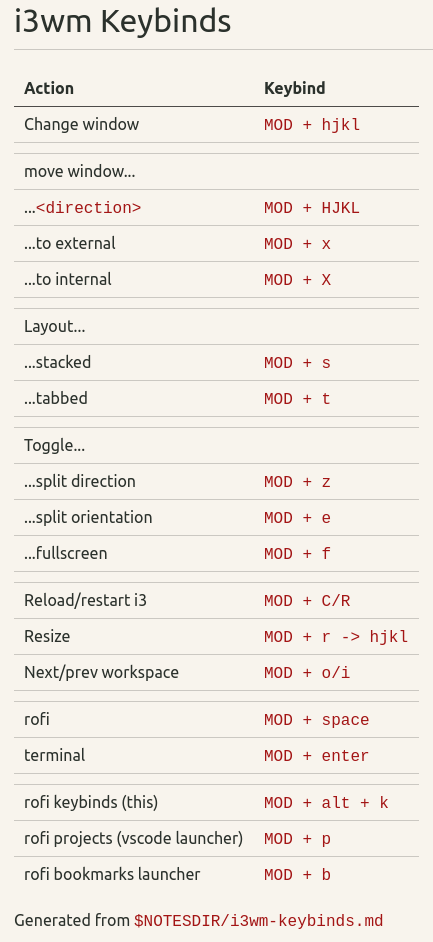 i3wm Keybinds
Action Keybind
Change window MOD + hjkl
move window...
...<direction> MOD + HJKL
...to external MOD + x
...to internal MOD + X
Layout...
...stacked MOD + s
...tabbed MOD + t
Toggle...
...split direction MOD + z
...split orientation MOD + e
...fullscreen MOD + f
Reload/restart i3 MOD + C/R
Resize MOD + r -> hjkl
Next/prev workspace MOD + o/i
rofi MOD + space
terminal MOD + enter
rofi keybinds (this) MOD + alt + k
rofi projects (vscode launcher) MOD + p
rofi bookmarks launcher MOD + b
Generated from $NOTESDIR/i3wm-keybinds.md